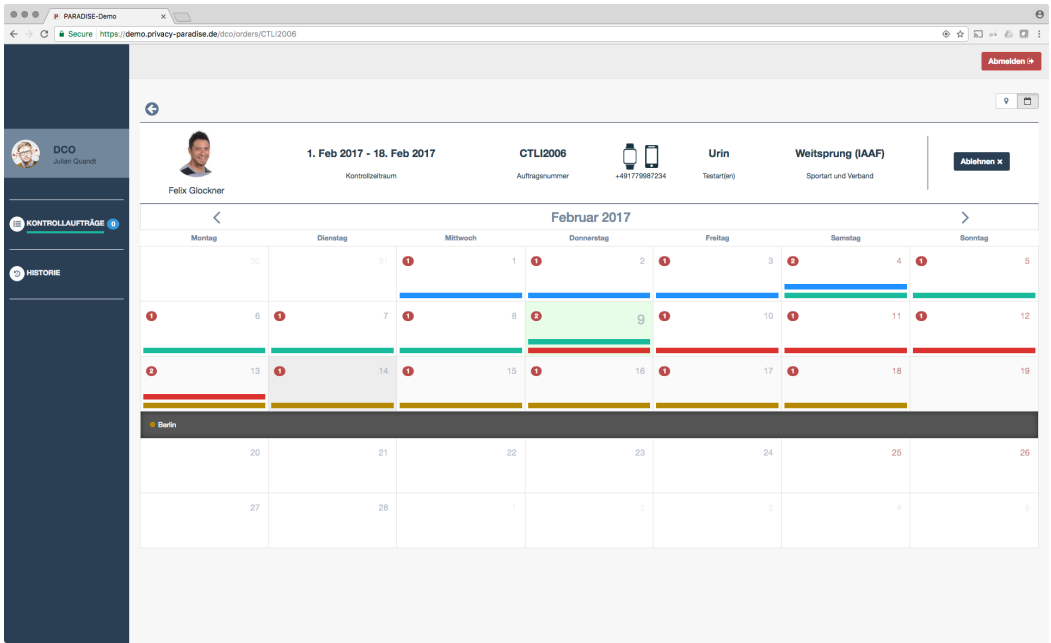 PARADISE-Demo
Secure https://demo.privacy-paradise.de/dco/orders/CTLI2006
Abmelden
DCO
Julian Quandt
KONTROLLAUFTRÄGE 0
HISTORIE
1. Feb 2017 - 18. Feb 2017 CTLI2006 Urin Weitsprung (IAAF) Ablehnen ×
Kontrollzeitraum Auftragsnummer +491779987234 Testart(en) Sportart und Verband
Felix Glockner
Februar 2017
Montag Dienstag Mittwoch Donnerstag Freitag Samstag Sonntag
30 31 1 1 1 2 1 3 2 4 1 5
1 6 1 7 1 8 2 9 1 10 1 11 1 12
2 13 1 14 1 15 1 16 1 17 1 18 19
Berlin
20 21 22 23 24 25 26
27 28 1 2 3 4 5